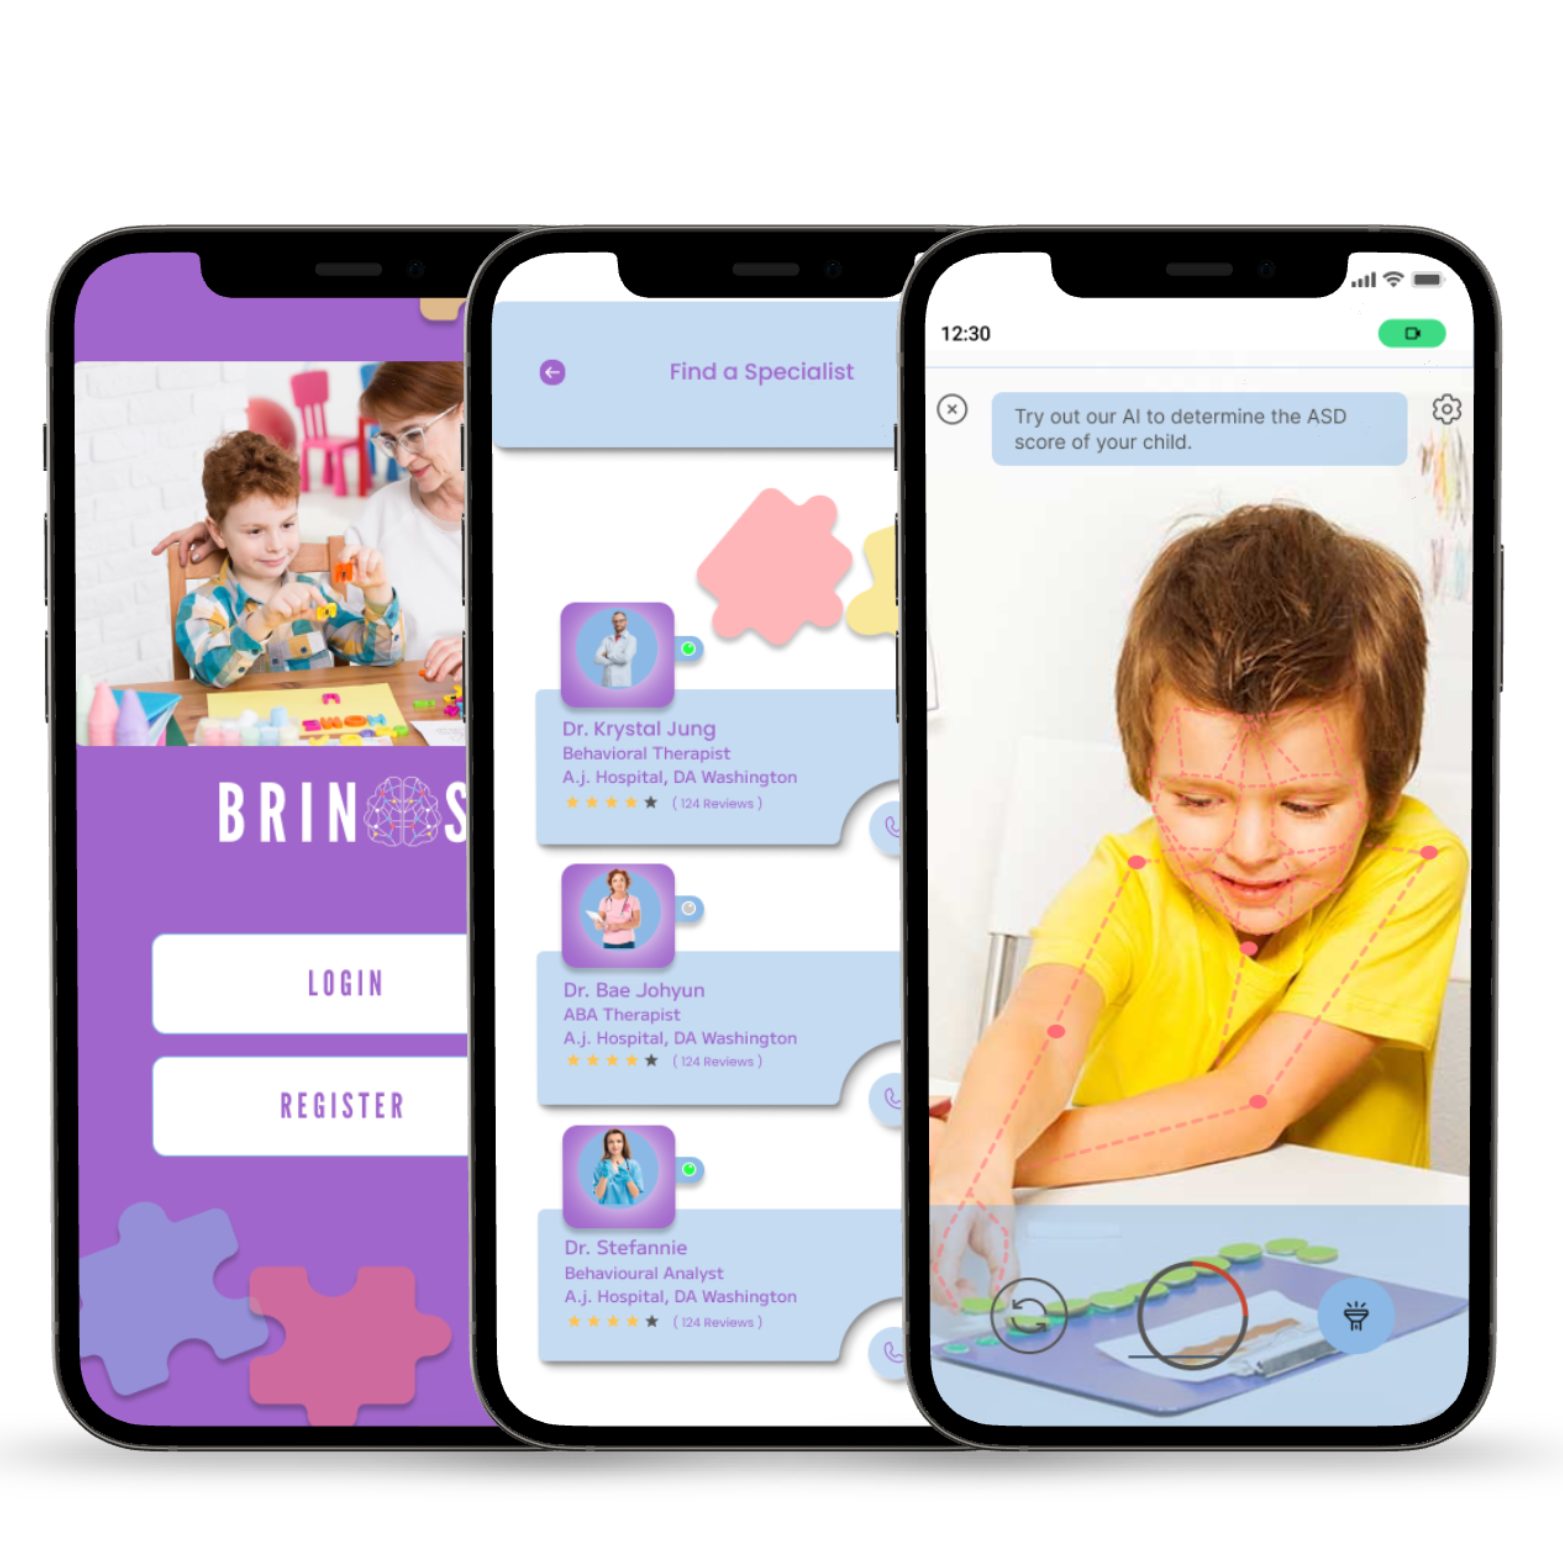 BRIN S
LOGIN
REGISTER
Find a Specialist
Dr. Krystal Jung
Behavioral Therapist
A.j. Hospital, DA Washington
( 124 Reviews )
Dr. Bae Johyun
ABA Therapist
A.j. Hospital, DA Washington
( 124 Reviews )
Dr. Stefannie
Behavioural Analyst
A.j. Hospital, DA Washington
( 124 Reviews )
12:30
Try out our AI to determine the ASD
score of your child.